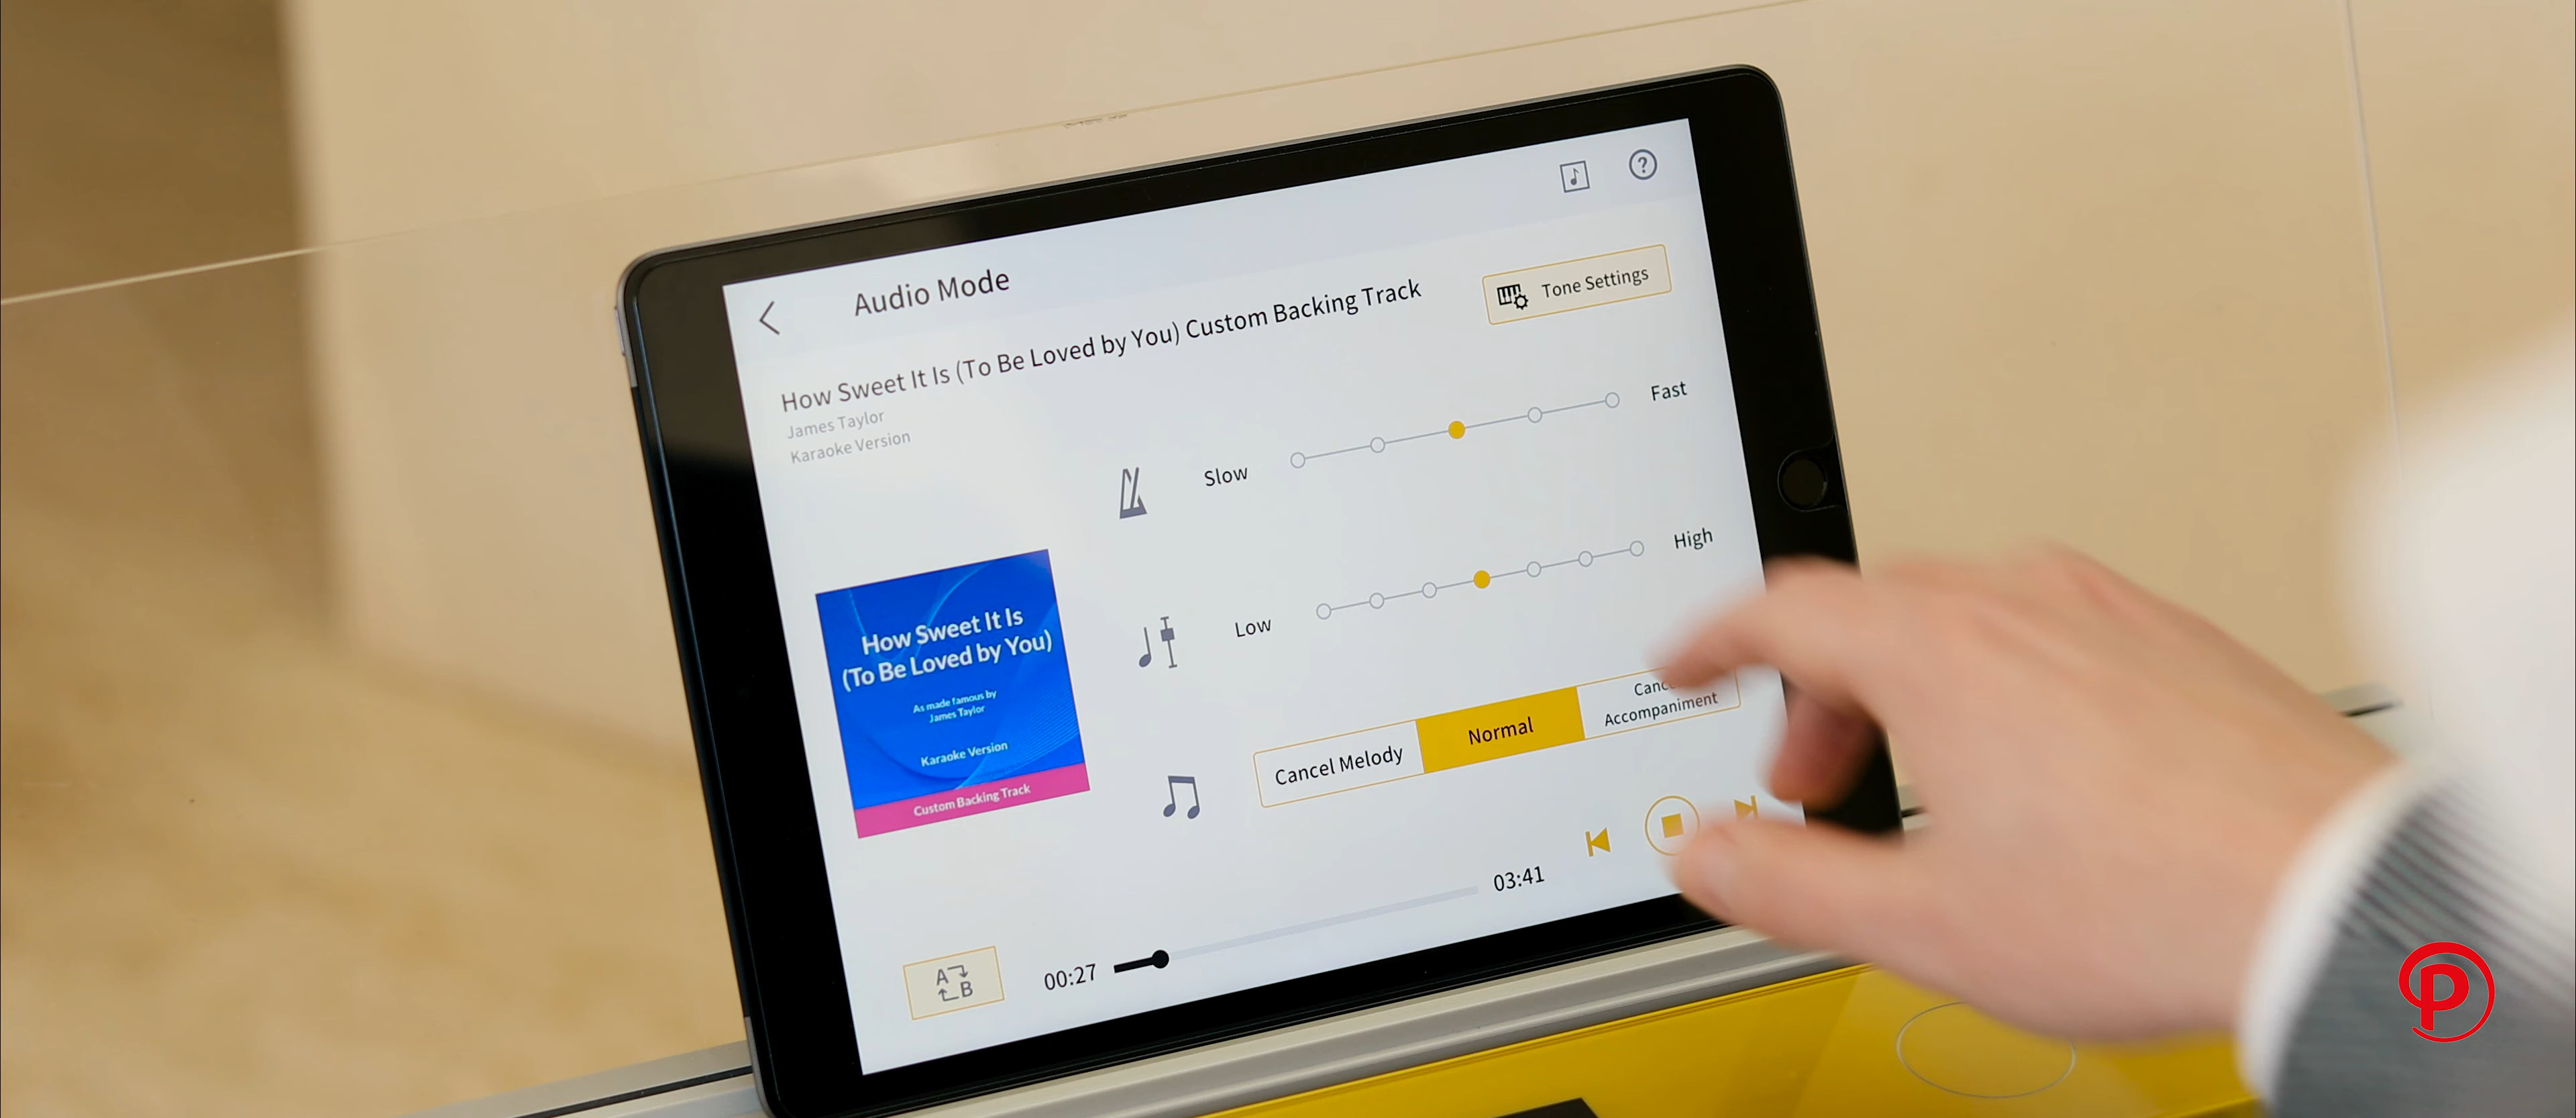 Audio Mode
How Sweet It Is (To Be Loved by You) Custom Backing Track
James Taylor
Karaoke Version
Tone Settings
Slow
Fast
Low
High
How Sweet It Is
(To Be Loved by You)
As made famous by
James Taylor
Karaoke Version
Custom Backing Track
Cancel Melody
Normal
Accompaniment
A
B
00:27
03:41
P